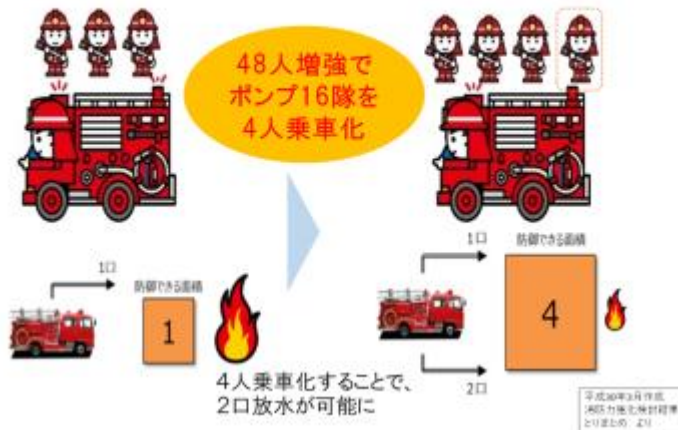 48人増強で
ポンプ16隊を
4人乗車化
1口
防御できる面積
1
4人乗車化することで、
2口放水が可能に
1口
防御できる面積
4
2口
平成30年3月作成
消防力強化検討結果
とりまとめ より